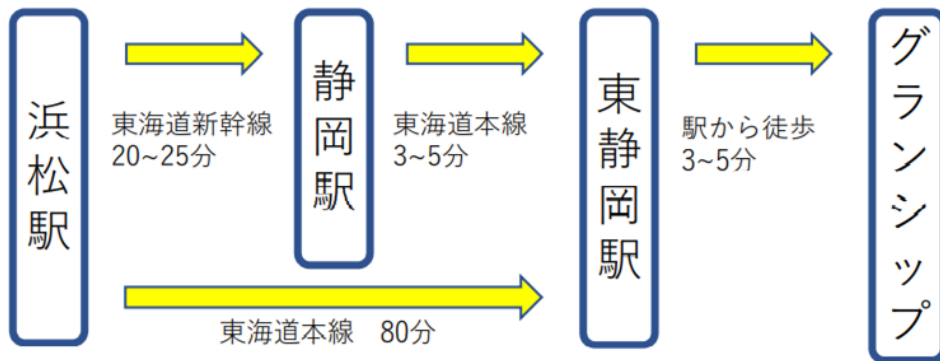 浜松駅
東海道新幹線
20~25分
静岡駅
東海道本線
3~5分
東静岡駅
駅から徒歩
3~5分
グランシップ
東海道本線　80分